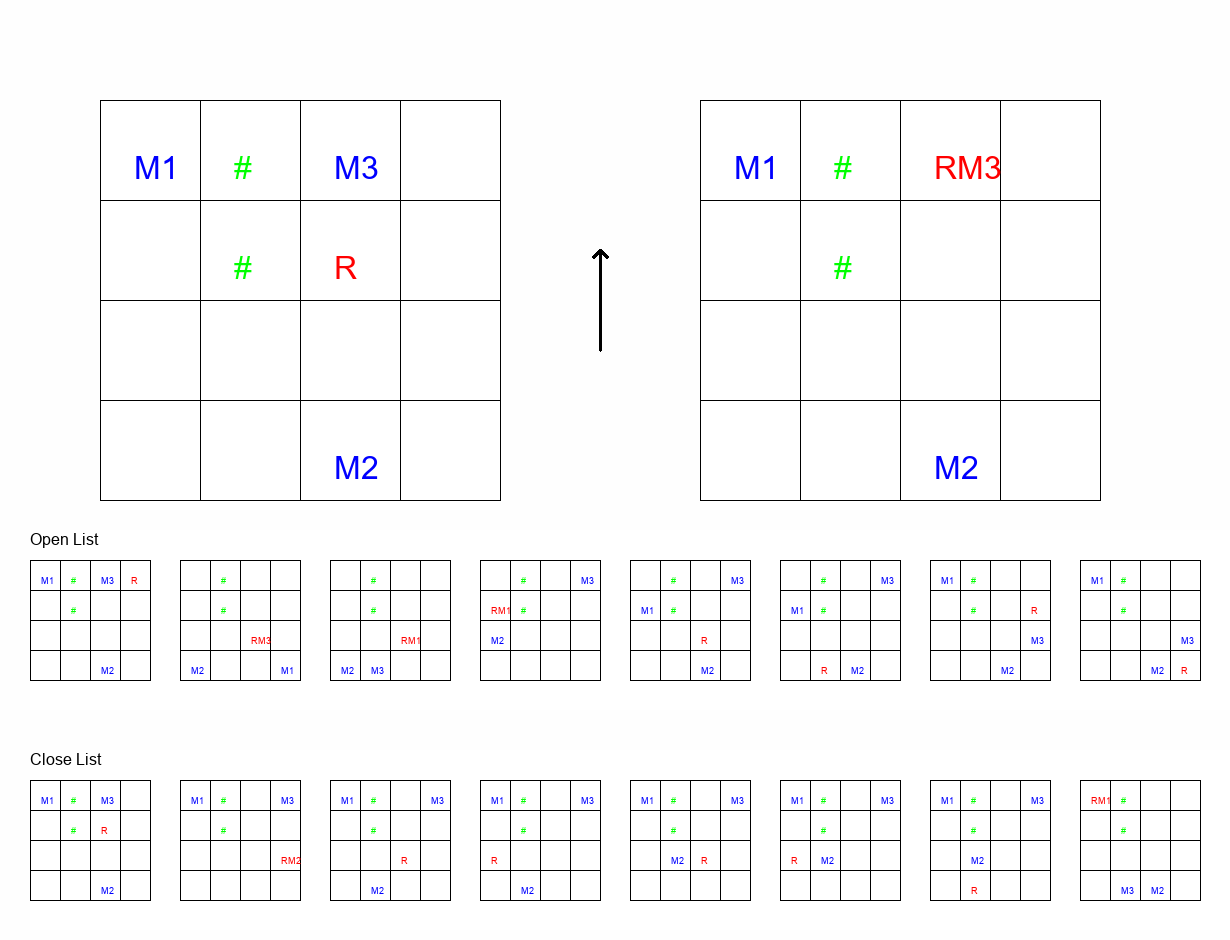 M1 # M3 M1 # RM3
# R #
M2 M2
Open List
M1 # M3 R # # # M3 # M3 # M3 M1 # M1 #
# # # RM1 # M1 # M1 # # R #
RM3 RM1 M2 R M3 M3
M2 M2 M1 M2 M3 M2 R M2 M2 M2 R
Close List
M1 # M3 M1 # M3 M1 # M3 M1 # M3 M1 # M3 M1 # M3 M1 # M3 RM1 #
# R # # # # # # #
RM2 R R M2 R R M2 M2
M2 M2 M2 R M3 M2